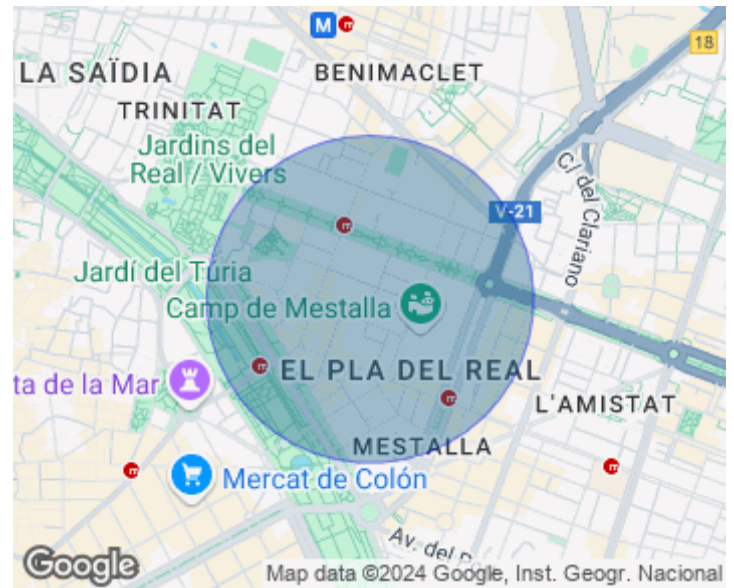 M
18
LA SAÏDIA
BENIMACLET
TRINITAT
Jardins del
Real / Vivers
C/ del Clariano
V-21
Jardí del Túria
Camp de Mestalla
EL PLA DEL REAL
ta de la Mar
L'AMISTAT
MESTALLA
Mercat de Colón
Av. del
Google
Map data ©2024 Google, Inst. Geogr. Nacional